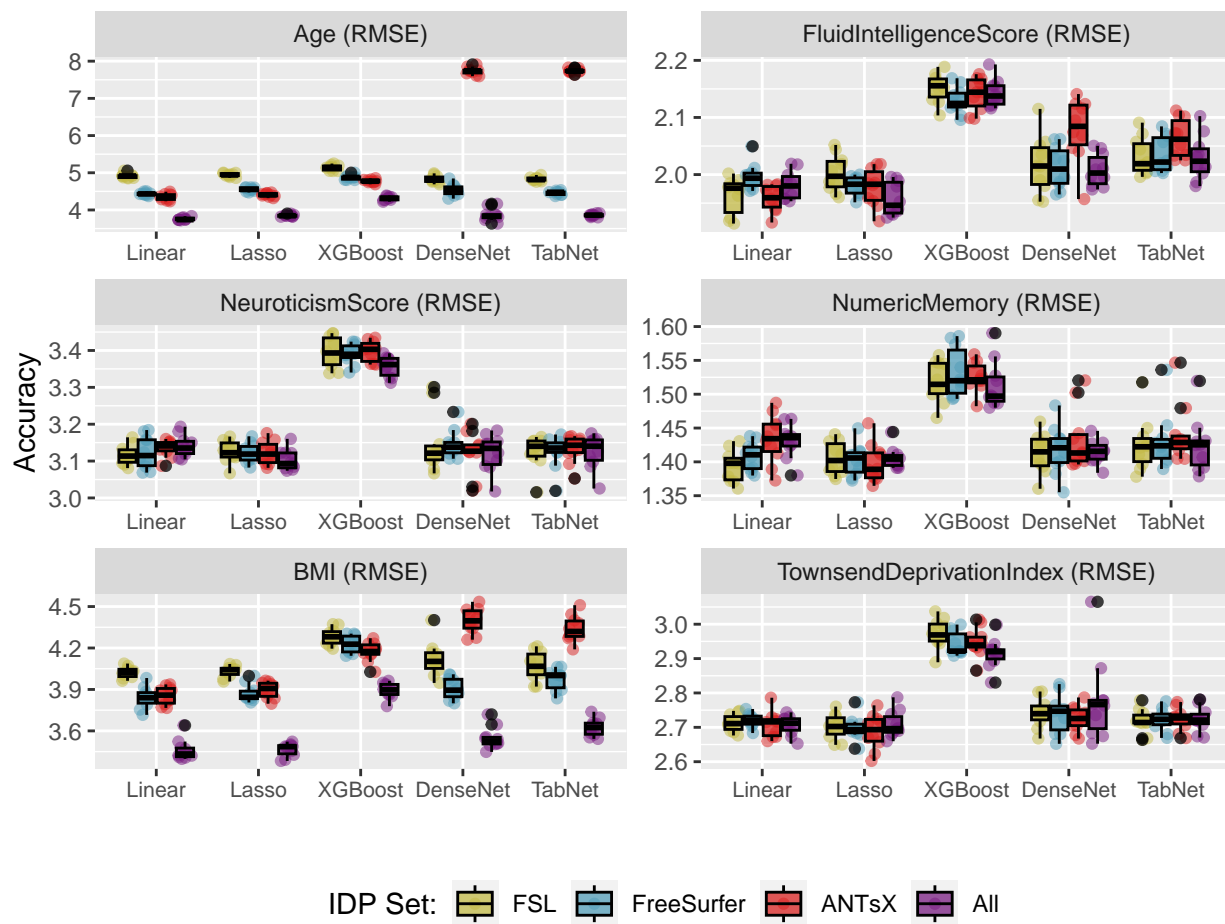 Age (RMSE)
FluidIntelligenceScore (RMSE)
8
7
6
5
4
2.2
2.1
2.0
Linear Lasso XGBoost DenseNet TabNet
Linear Lasso XGBoost DenseNet TabNet
NeuroticismScore (RMSE)
NumericMemory (RMSE)
Accuracy
3.4
3.3
3.2
3.1
3.0
1.60
1.55
1.50
1.45
1.40
1.35
Linear Lasso XGBoost DenseNet TabNet
Linear Lasso XGBoost DenseNet TabNet
BMI (RMSE)
TownsendDeprivationIndex (RMSE)
4.5
4.2
3.9
3.6
3.0
2.9
2.8
2.7
2.6
Linear Lasso XGBoost DenseNet TabNet
Linear Lasso XGBoost DenseNet TabNet
IDP Set: FSL FreeSurfer ANTsX All